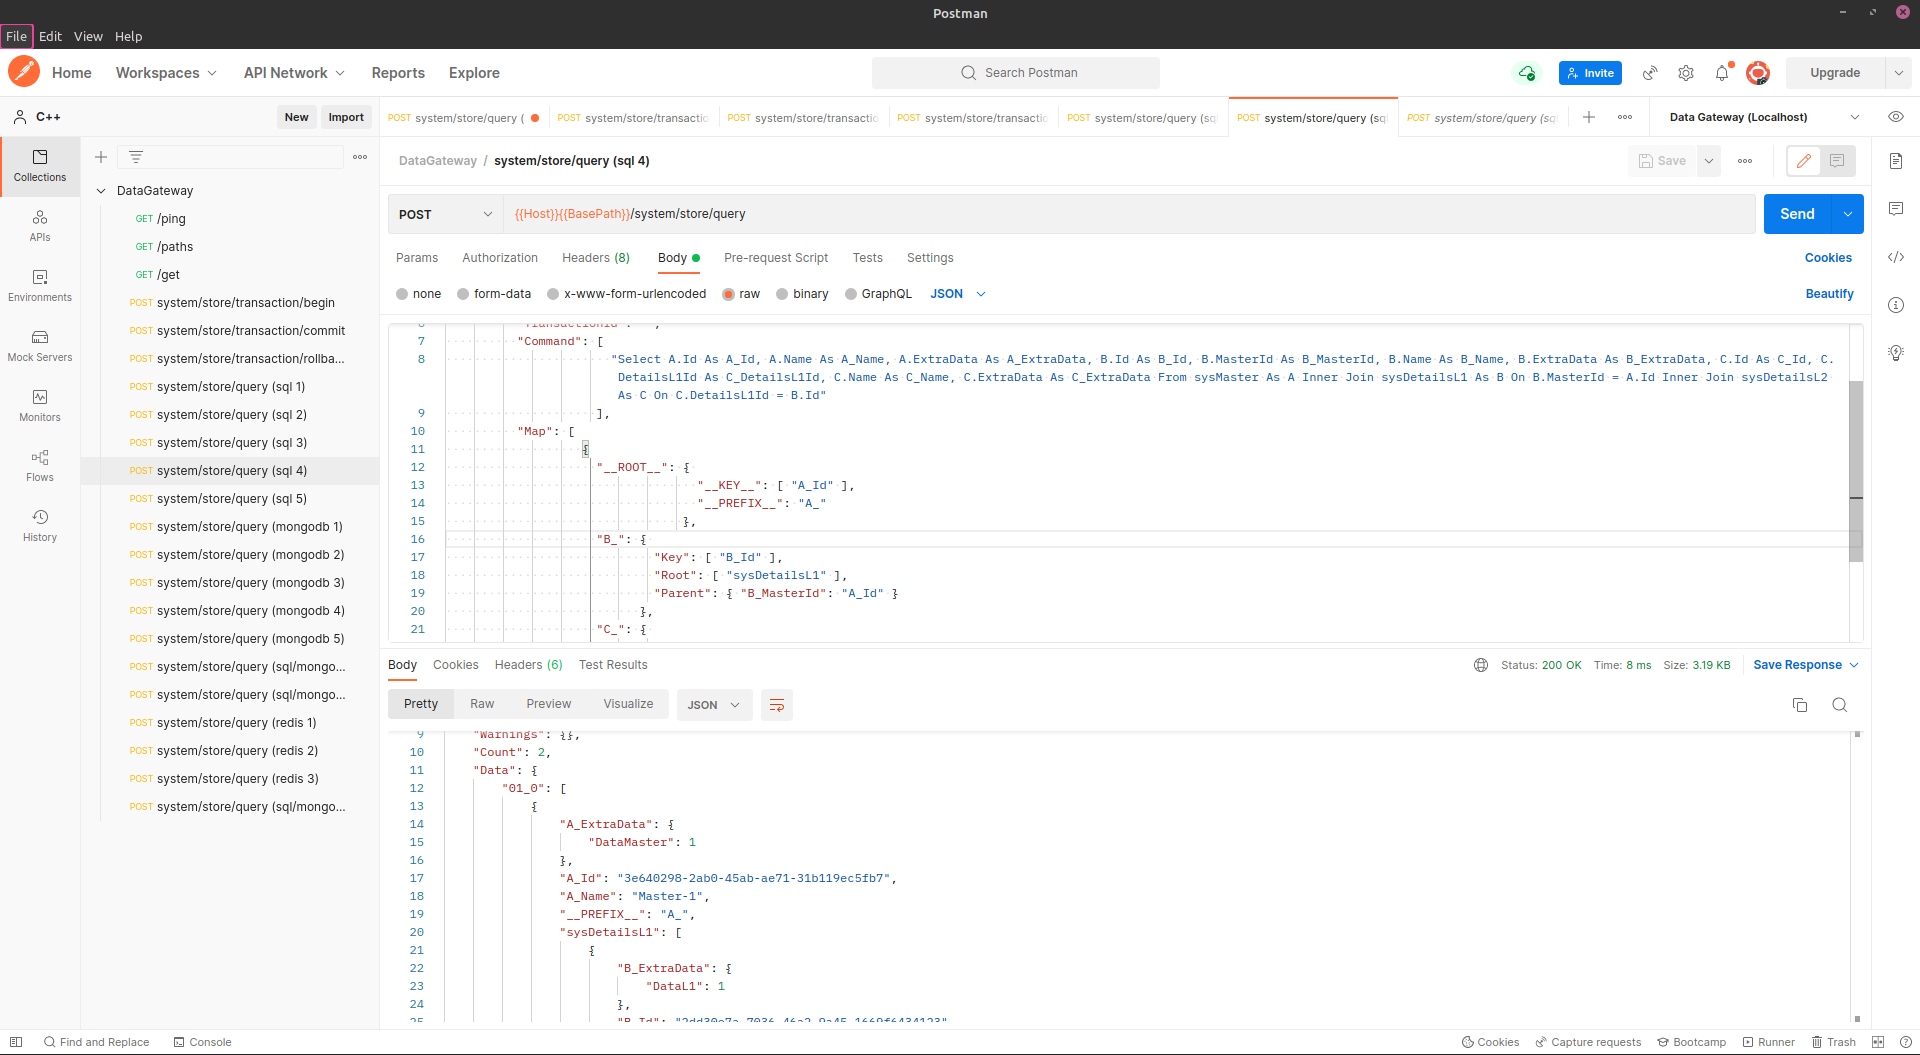 Postman
File Edit View Help
Home Workspaces API Network Reports Explore Search Postman Invite Upgrade
C++ New Import
POST system/store/query (
POST system/store/transactio
POST system/store/transactio
POST system/store/transactio
POST system/store/query (sq
POST system/store/query (sql
POST system/store/query (sq
Data Gateway (Localhost)
Collections
APIs
Environments
Mock Servers
Monitors
Flows
History
DataGateway
GET /ping
GET /paths
GET /get
POST system/store/transaction/begin
POST system/store/transaction/commit
POST system/store/transaction/rollba...
POST system/store/query (sql 1)
POST system/store/query (sql 2)
POST system/store/query (sql 3)
POST system/store/query (sql 4)
POST system/store/query (sql 5)
POST system/store/query (mongodb 1)
POST system/store/query (mongodb 2)
POST system/store/query (mongodb 3)
POST system/store/query (mongodb 4)
POST system/store/query (mongodb 5)
POST system/store/query (sql/mongo...
POST system/store/query (sql/mongo...
POST system/store/query (redis 1)
POST system/store/query (redis 2)
POST system/store/query (redis 3)
POST system/store/query (sql/mongo...
DataGateway / system/store/query (sql 4)
Save
POST {{Host}}{{BasePath}}/system/store/query Send
Params Authorization Headers (8) Body Pre-request Script Tests Settings Cookies
none form-data x-www-form-urlencoded raw binary GraphQL JSON Beautify
6 "TransactionId": "",
7 "Command": [
8 "Select A.Id As A_Id, A.Name As A_Name, A.ExtraData As A_ExtraData, B.Id As B_Id, B.MasterId As B_MasterId, B.Name As B_Name, B.ExtraData As B_ExtraData, C.Id As C_Id, C.
DetailsL1Id As C_DetailsL1Id, C.Name As C_Name, C.ExtraData As C_ExtraData From sysMaster As A Inner Join sysDetailsL1 As B On B.MasterId = A.Id Inner Join sysDetailsL2
As C On C.DetailsL1Id = B.Id"
9 ],
10 "Map": [
11 {
12 "__ROOT__": {
13 "__KEY__": [ "A_Id" ],
14 "__PREFIX__": "A_"
15 },
16 "B_": {
17 "Key": [ "B_Id" ],
18 "Root": [ "sysDetailsL1" ],
19 "Parent": { "B_MasterId": "A_Id" }
20 },
21 "C_": {
Body Cookies Headers (6) Test Results Status: 200 OK Time: 8 ms Size: 3.19 KB Save Response
Pretty Raw Preview Visualize JSON
9 "Warnings": {},
10 "Count": 2,
11 "Data": {
12 "01_0": [
13 {
14 "A_ExtraData": {
15 "DataMaster": 1
16 },
17 "A_Id": "3e640298-2ab0-45ab-ae71-31b119ec5fb7",
18 "A_Name": "Master-1",
19 "__PREFIX__": "A_",
20 "sysDetailsL1": [
21 {
22 "B_ExtraData": {
23 "DataL1": 1
24 },
25 "B_Id":
Find and Replace Console Cookies Capture requests Bootcamp Runner Trash